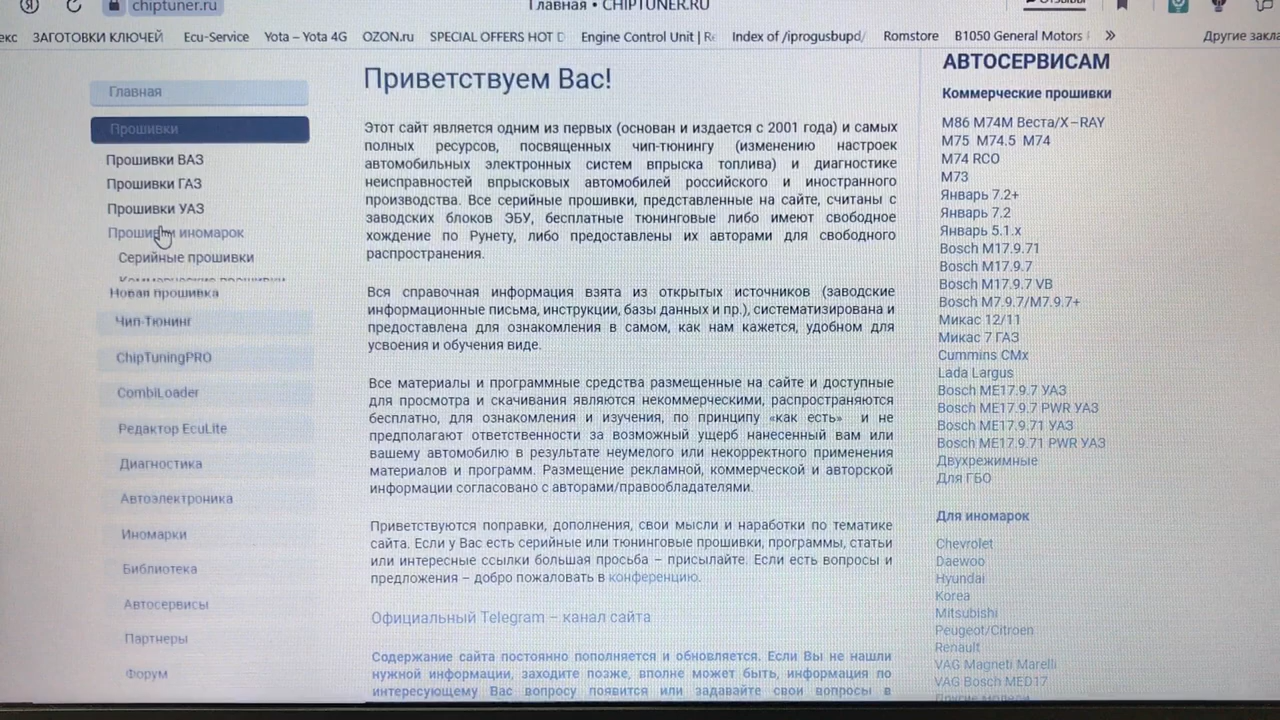 chiptuner.ru
Главная • CHIPTUNER.RU
екс
ЗАГОТОВКИ КЛЮЧЕЙ
Ecu-Service
Yota – Yota 4G
OZON.ru
SPECIAL OFFERS HOT D
Engine Control Unit | Re
Index of /iprogusbupd/
Romstore
B1050 General Motors
Другие закла
Главная
Прошивки
Прошивки ВАЗ
Прошивки ГАЗ
Прошивки УАЗ
Прошивки иномарок
Серийные прошивки
Новая прошивка
Чип-Тюнинг
ChipTuningPRO
CombiLoader
Редактор EcuLite
Диагностика
Автоэлектроника
Иномарки
Библиотека
Автосервисы
Партнеры
Форум
Приветствуем Вас!
Этот сайт является одним из первых (основан и издается с 2001 года) и самых
полных ресурсов, посвященных чип-тюнингу (изменению настроек
автомобильных электронных систем впрыска топлива) и диагностике
неисправностей впрысковых автомобилей российского и иностранного
производства. Все серийные прошивки, представленные на сайте, считаны с
заводских блоков ЭБУ, бесплатные тюнинговые либо имеют свободное
хождение по Рунету, либо предоставлены их авторами для свободного
распространения.
Вся справочная информация взята из открытых источников (заводские
информационные письма, инструкции, базы данных и пр.), систематизирована и
предоставлена для ознакомления в самом, как нам кажется, удобном для
усвоения и обучения виде.
Все материалы и программные средства размещенные на сайте и доступные
для просмотра и скачивания являются некоммерческими, распространяются
бесплатно, для ознакомления и изучения, по принципу «как есть» и не
предполагают ответственности за возможный ущерб нанесенный вам или
вашему автомобилю в результате неумелого или некорректного применения
материалов и программ. Размещение рекламной, коммерческой и авторской
информации согласовано с авторами/правообладателями.
Приветствуются поправки, дополнения, свои мысли и наработки по тематике
сайта. Если у Вас есть серийные или тюнинговые прошивки, программы, статьи
или интересные ссылки большая просьба – присылайте. Если есть вопросы и
предложения – добро пожаловать в конференцию.
Официальный Telegram – канал сайта
Содержание сайта постоянно пополняется и обновляется. Если Вы не нашли
нужной информации, заходите позже, вполне может быть, информация по
интересующему Вас вопросу появится или задавайте свои вопросы в
АВТОСЕРВИСАМ
Коммерческие прошивки
M86 M74M Веста/X–RAY
M75 M74.5 M74
M74 RCO
M73
Январь 7.2+
Январь 7.2
Январь 5.1.x
Bosch M17.9.71
Bosch M17.9.7
Bosch M17.9.7 VB
Bosch M7.9.7/M7.9.7+
Микас 12/11
Микас 7 ГАЗ
Cummins CMx
Lada Largus
Bosch ME17.9.7 УАЗ
Bosch ME17.9.7 PWR УАЗ
Bosch ME17.9.71 УАЗ
Bosch ME17.9.71 PWR УАЗ
Двухрежимные
Для ГБО
Для иномарок
Chevrolet
Daewoo
Hyundai
Korea
Mitsubishi
Peugeot/Citroen
Renault
VAG Magneti Marelli
VAG Bosch MED17